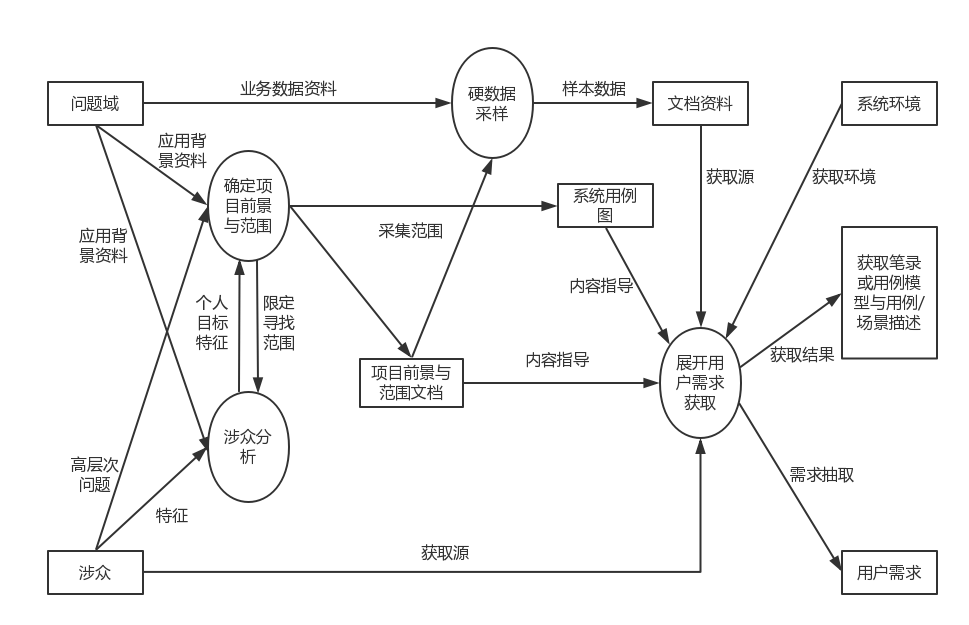 业务数据资料
硬数据
采样
样本数据
问题域
文档资料
系统环境
应用背
景资料
获取源
获取环境
确定项
目前景
与范围
系统用例
图
采集范围
应用背
景资料
内容指导
获取笔录
或用例模
型与用例/
场景描述
个人
目标
特征
限定
寻找
范围
获取结果
内容指导
项目前景与
范围文档
展开用
户需求
获取
涉众分
析
高层次
问题
需求抽取
特征
获取源
涉众
用户需求